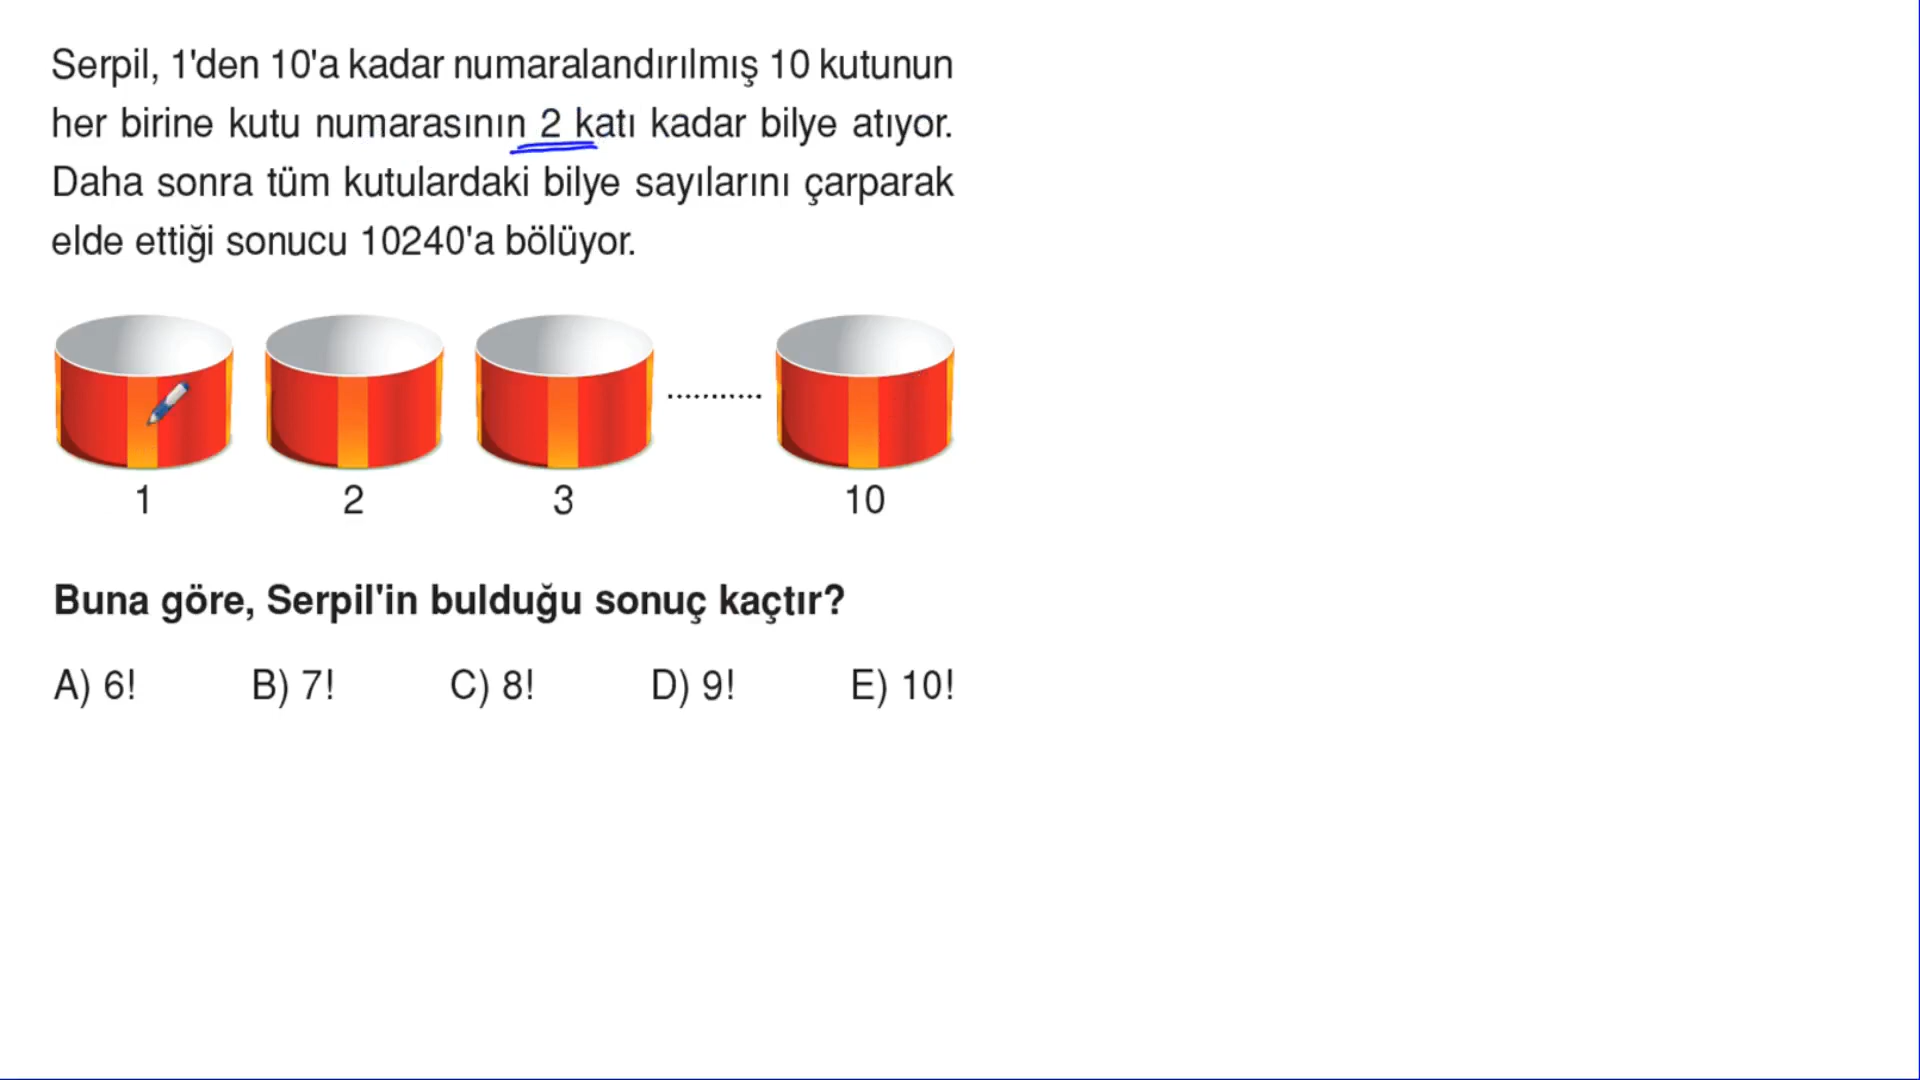 Serpil, 1'den 10'a kadar numaralandırılmış 10 kutunun
her birine kutu numarasının 2 katı kadar bilye atıyor.
Daha sonra tüm kutulardaki bilye sayılarını çarparak
elde ettiği sonucu 10240'a bölüyor.
1 2 3 ........... 10
Buna göre, Serpil'in bulduğu sonuç kaçtır?
A) 6! B) 7! C) 8! D) 9! E) 10!